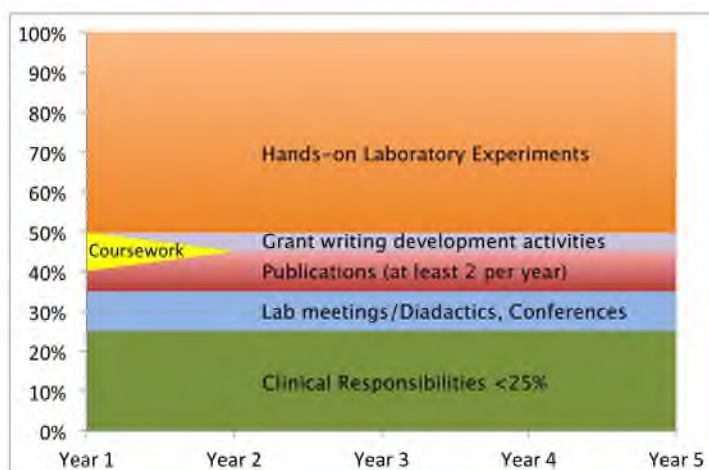 100%
90%
80%
70%
60%
50%
40%
30%
20%
10%
0%
Hands-on Laboratory Experiments
Coursework
Grant writing development activities
Publications (at least 2 per year)
Lab meetings/Diadactics, Conferences
Clinical Responsibilities <25%
Year 1
Year 2
Year 3
Year 4
Year 5